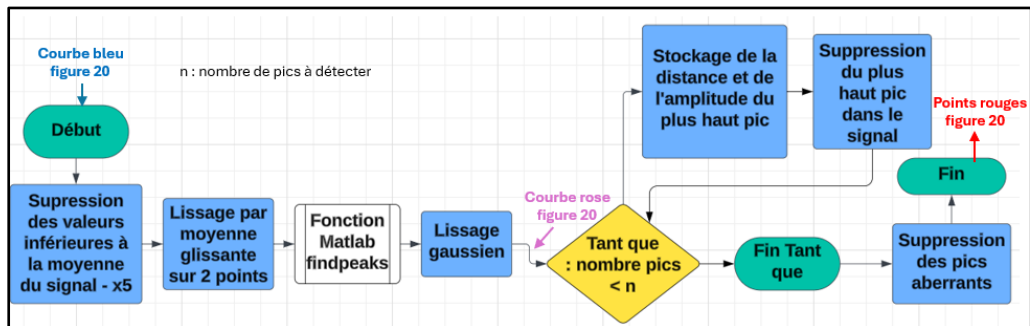 Courbe bleu
figure 20
n : nombre de pics à détecter
Début
Supression
des valeurs
inférieures à
la moyenne
du signal - x5
Lissage par
moyenne
glissante
sur 2 points
Fonction
Matlab
findpeaks
Lissage
gaussien
Courbe rose
figure 20
Tant que
: nombre pics
< n
Stockage de la
distance et de
l'amplitude du
plus haut pic
Suppression
du plus
haut pic
dans le
signal
Fin Tant
que
Suppression
des pics
aberrants
Fin
Points rouges
figure 20